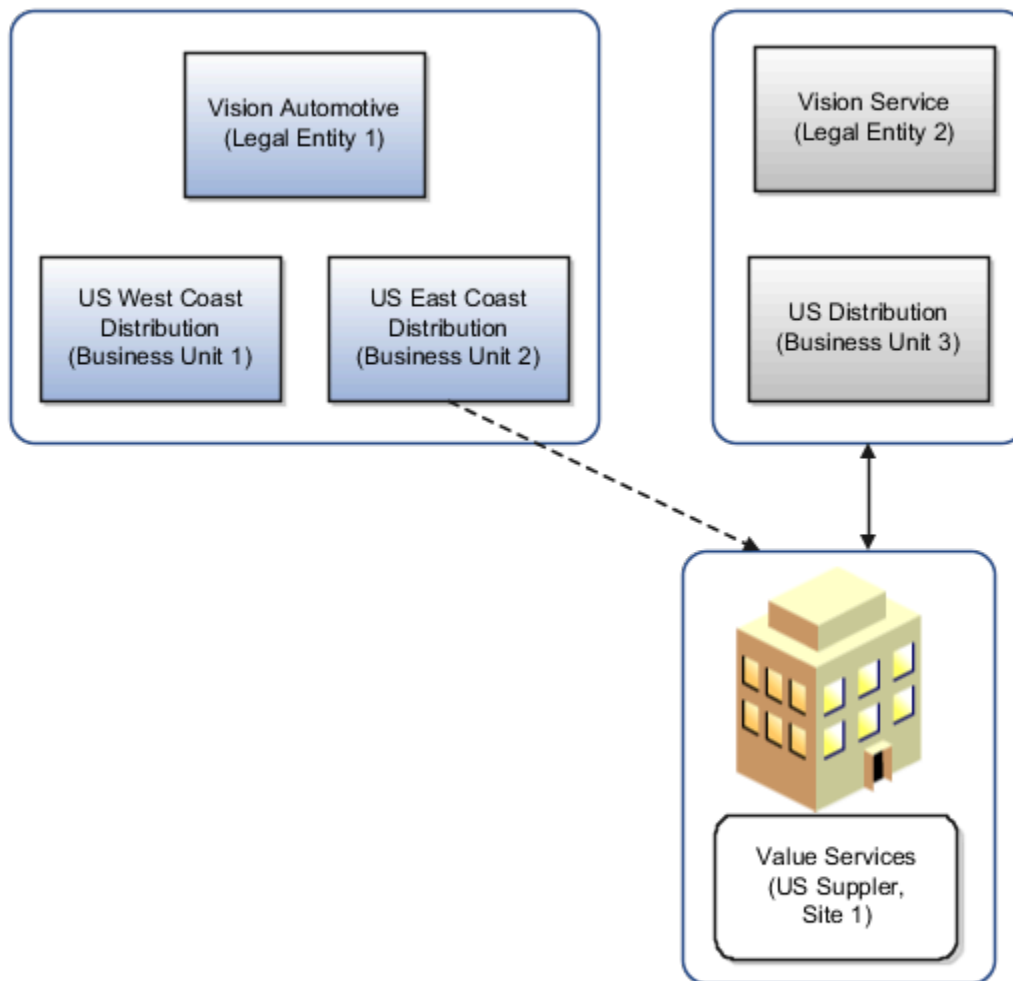 Vision Automotive
(Legal Entity 1)
Vision Service
(Legal Entity 2)
US West Coast
Distribution
(Business Unit 1)
US East Coast
Distribution
(Business Unit 2)
US Distribution
(Business Unit 3)
Value Services
(US Suppler,
Site 1)